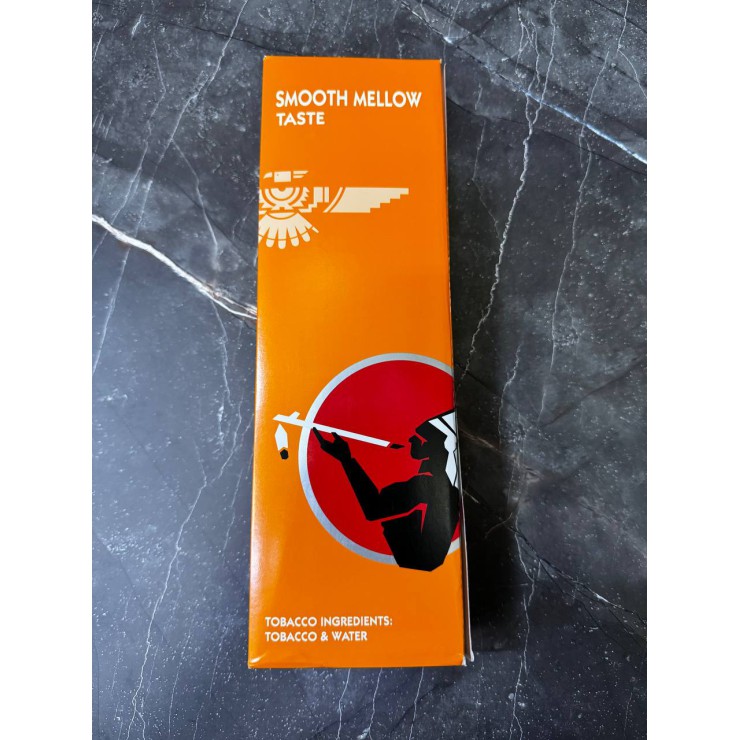 SMOOTH MELLOW
TASTE
TOBACCO INGREDIENTS:
TOBACCO & WATER